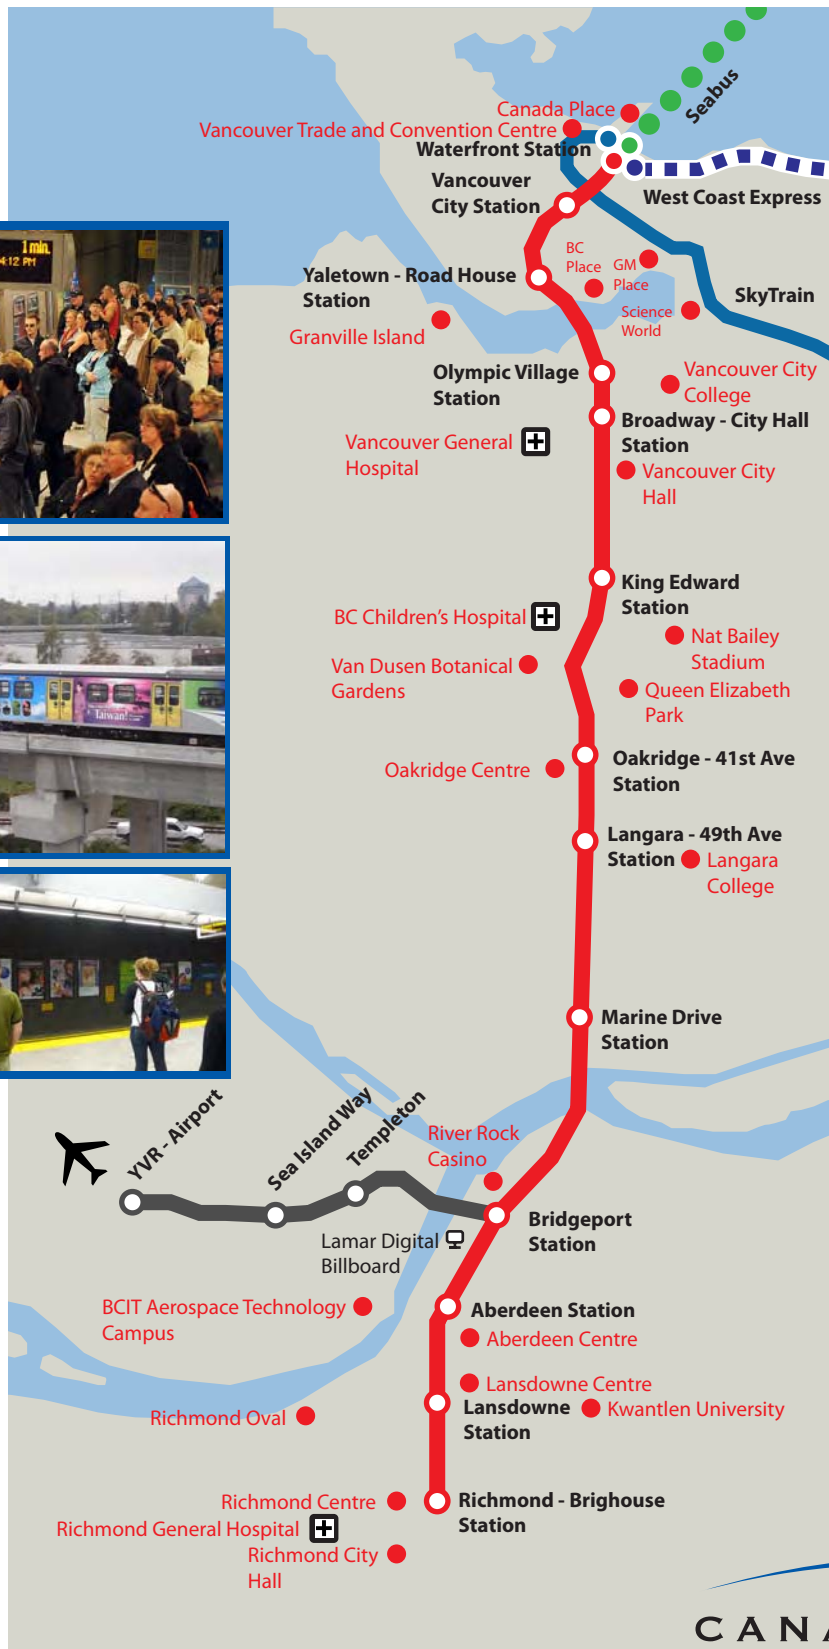 Seabus
Canada Place
Vancouver Trade and Convention Centre
Waterfront Station
Vancouver
City Station
West Coast Express
1 min.
4:12 PM
BC
Place
GM
Place
Yaletown - Road House
Station
SkyTrain
Science
World
Granville Island
Olympic Village
Station
Vancouver City
College
Broadway - City Hall
Station
Vancouver General
Hospital
Vancouver City
Hall
King Edward
Station
BC Children's Hospital
Nat Bailey
Stadium
Van Dusen Botanical
Gardens
Queen Elizabeth
Park
Taiwan!
Oakridge - 41st Ave
Station
Oakridge Centre
Langara - 49th Ave
Station
Langara
College
Marine Drive
Station
YVR - Airport
Sea Island Way
Templeton
River Rock
Casino
Bridgeport
Station
Lamar Digital
Billboard
BCIT Aerospace Technology
Campus
Aberdeen Station
Aberdeen Centre
Lansdowne Centre
Lansdowne
Station
Kwantlen University
Richmond Oval
Richmond Centre
Richmond - Brighouse
Station
Richmond General Hospital
Richmond City
Hall
CANA